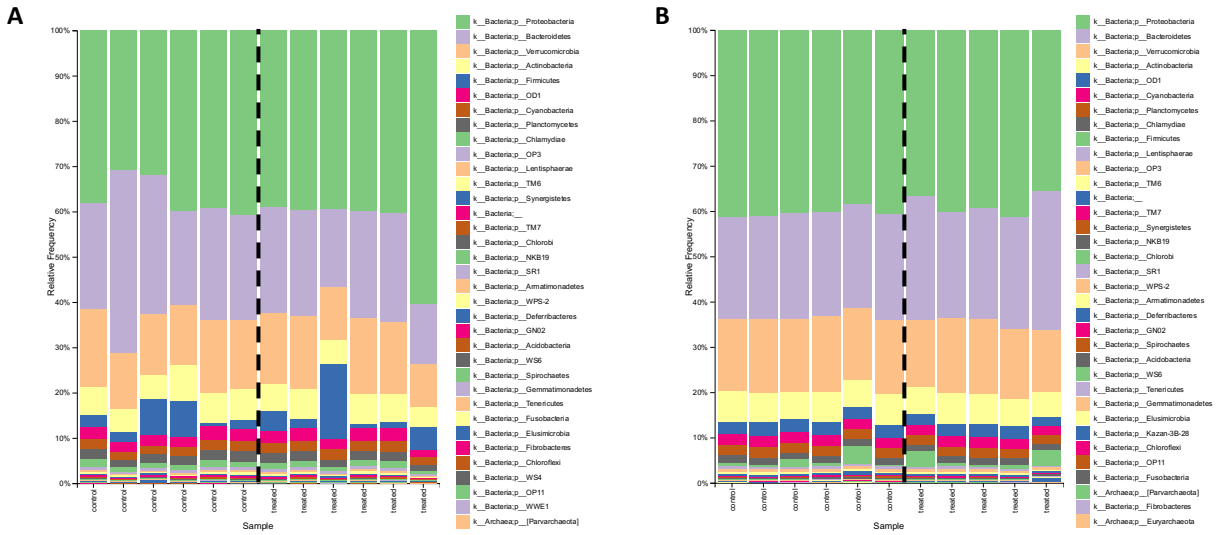 A
B
100%
90%
80%
70%
60%
50%
40%
30%
20%
10%
0%
Relative Frequency
control
control
control
control
control
control
treated
treated
treated
treated
treated
treated
Sample
k__Bacteria;p__Proteobacteria
k__Bacteria;p__Bacteroidetes
k__Bacteria;p__Verrucomicrobia
k__Bacteria;p__Actinobacteria
k__Bacteria;p__Firmicutes
k__Bacteria;p__OD1
k__Bacteria;p__Cyanobacteria
k__Bacteria;p__Planctomycetes
k__Bacteria;p__Chlamydiae
k__Bacteria;p__OP3
k__Bacteria;p__Lentisphaerae
k__Bacteria;p__TM6
k__Bacteria;p__Synergistetes
k__Bacteria;__
k__Bacteria;p__TM7
k__Bacteria;p__Chlorobi
k__Bacteria;p__NKB19
k__Bacteria;p__SR1
k__Bacteria;p__Armatimonadetes
k__Bacteria;p__WPS-2
k__Bacteria;p__Deferribacteres
k__Bacteria;p__GN02
k__Bacteria;p__Acidobacteria
k__Bacteria;p__WS6
k__Bacteria;p__Spirochaetes
k__Bacteria;p__Gemmatimonadetes
k__Bacteria;p__Tenericutes
k__Bacteria;p__Fusobacteria
k__Bacteria;p__Elusimicrobia
k__Bacteria;p__Fibrobacteres
k__Bacteria;p__Chloroflexi
k__Bacteria;p__WS4
k__Bacteria;p__OP11
k__Bacteria;p__WWE1
k__Archaea;p__[Parvarchaeota]
100%
90%
80%
70%
60%
50%
40%
30%
20%
10%
0%
Relative Frequency
control
control
control
control
control
control
treated
treated
treated
treated
treated
Sample
k__Bacteria;p__Proteobacteria
k__Bacteria;p__Bacteroidetes
k__Bacteria;p__Verrucomicrobia
k__Bacteria;p__Actinobacteria
k__Bacteria;p__OD1
k__Bacteria;p__Cyanobacteria
k__Bacteria;p__Planctomycetes
k__Bacteria;p__Chlamydiae
k__Bacteria;p__Firmicutes
k__Bacteria;p__Lentisphaerae
k__Bacteria;p__OP3
k__Bacteria;p__TM6
k__Bacteria;__
k__Bacteria;p__TM7
k__Bacteria;p__Synergistetes
k__Bacteria;p__NKB19
k__Bacteria;p__Chlorobi
k__Bacteria;p__SR1
k__Bacteria;p__WPS-2
k__Bacteria;p__Armatimonadetes
k__Bacteria;p__Deferribacteres
k__Bacteria;p__GN02
k__Bacteria;p__Spirochaetes
k__Bacteria;p__Acidobacteria
k__Bacteria;p__WS6
k__Bacteria;p__Tenericutes
k__Bacteria;p__Gemmatimonadetes
k__Bacteria;p__Elusimicrobia
k__Bacteria;p__Kazan-3B-28
k__Bacteria;p__Chloroflexi
k__Bacteria;p__OP11
k__Bacteria;p__Fusobacteria
k__Archaea;p__[Parvarchaeota]
k__Bacteria;p__Fibrobacteres
k__Archaea;p__Euryarchaeota